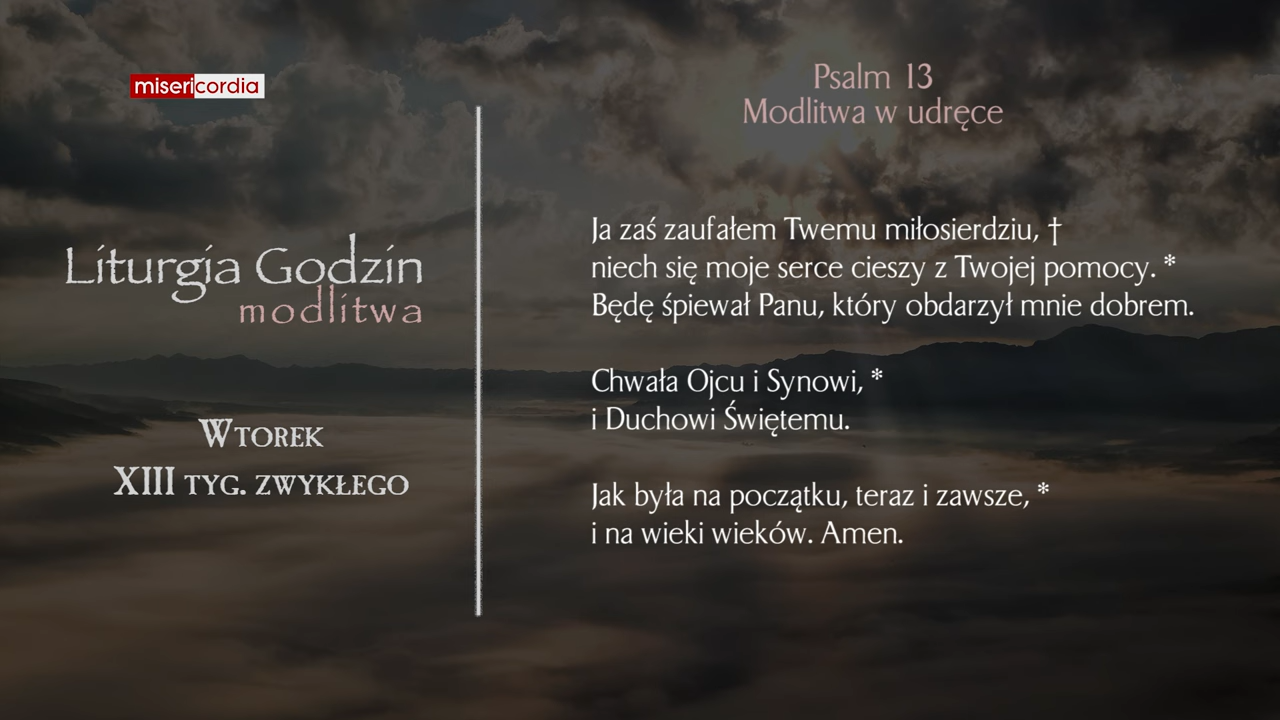 misericordia
Liturgia Godzin
modlitwa
Wtorek
XIII tyg. zwykłego
Psalm 13
Modlitwa w udręce
Ja zaś zaufałem Twemu miłosierdziu, †
niech się moje serce cieszy z Twojej pomocy. *
Będę śpiewał Panu, który obdarzył mnie dobrem.
Chwała Ojcu i Synowi, *
i Duchowi Świętemu.
Jak była na początku, teraz i zawsze, *
i na wieki wieków. Amen.